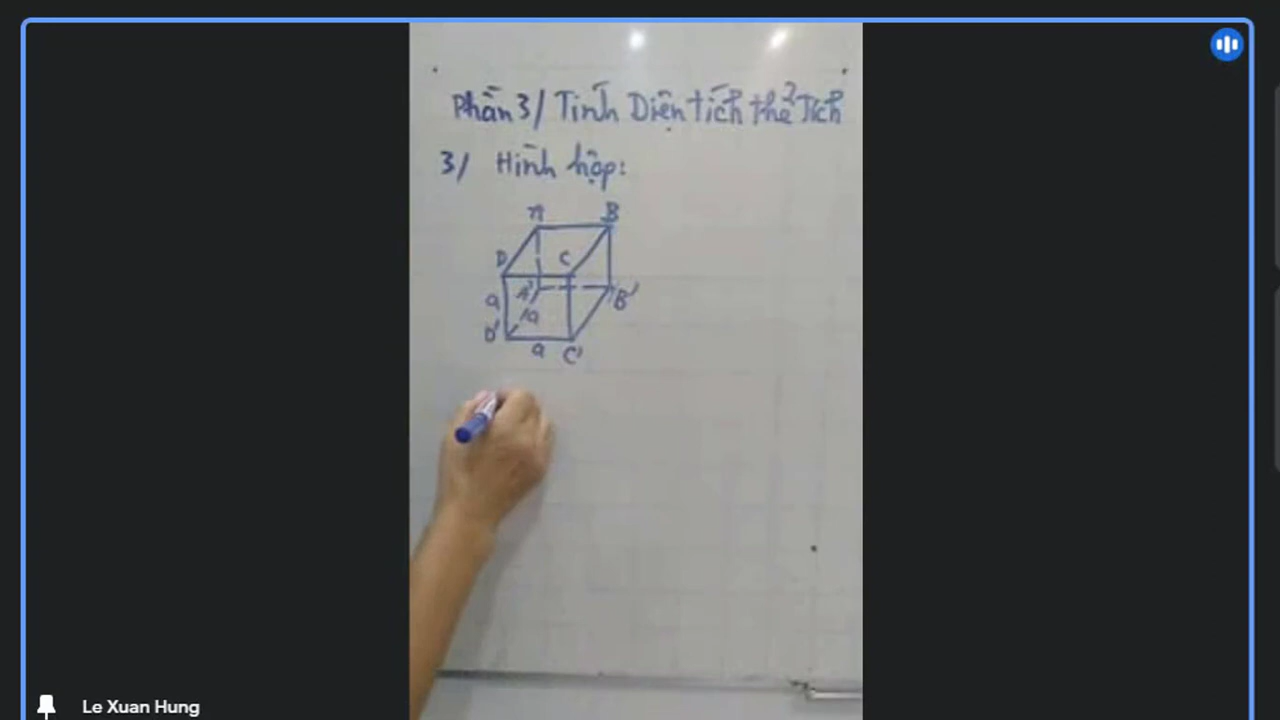 Phần 3/ Tính Diện tích thể Tích
3/ Hình hộp:
A B
D C
a A' B'
a
D' a C'
Le Xuan Hung